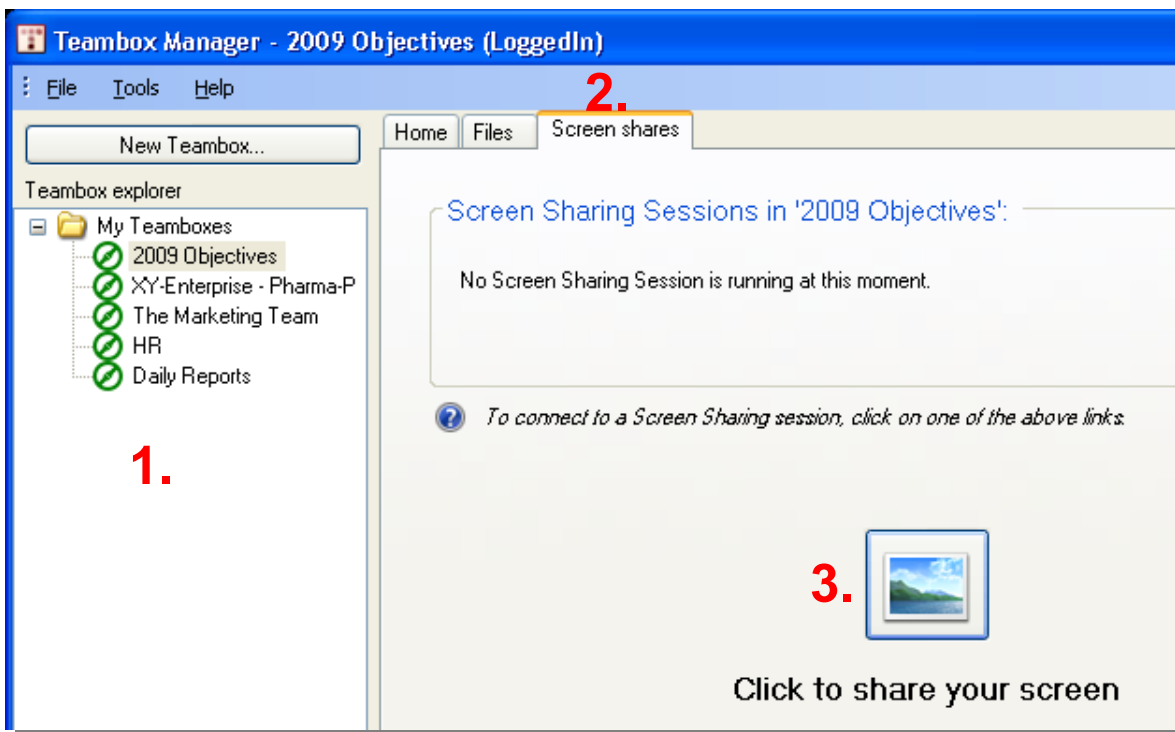 Teambox Manager - 2009 Objectives (LoggedIn)
File Tools Help
2.
New Teambox...
Home Files Screen shares
Teambox explorer
My Teamboxes
2009 Objectives
XY-Enterprise - Pharma-P
The Marketing Team
HR
Daily Reports
1.
Screen Sharing Sessions in '2009 Objectives':
No Screen Sharing Session is running at this moment.
To connect to a Screen Sharing session, click on one of the above links.
3.
Click to share your screen